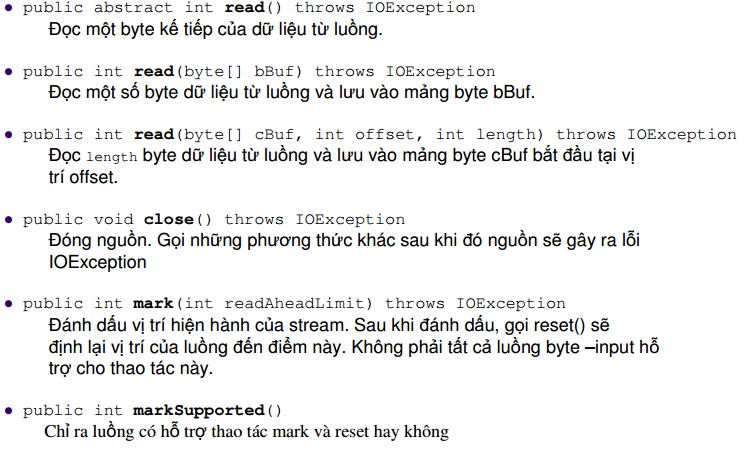 • public abstract int read() throws IOException
Đọc một byte kế tiếp của dữ liệu từ luồng.
• public int read(byte[] bBuf) throws IOException
Đọc một số byte dữ liệu từ luồng và lưu vào mảng byte bBuf.
• public int read(byte[] cBuf, int offset, int length) throws IOException
Đọc length byte dữ liệu từ luồng và lưu vào mảng byte cBuf bắt đầu tại vị
trí offset.
• public void close() throws IOException
Đóng nguồn. Gọi những phương thức khác sau khi đó nguồn sẽ gây ra lỗi
IOException
• public int mark(int readAheadLimit) throws IOException
Đánh dấu vị trí hiện hành của stream. Sau khi đánh dấu, gọi reset() sẽ
định lại vị trí của luồng đến điểm này. Không phải tất cả luồng byte –input hỗ
trợ cho thao tác này.
• public int markSupported()
Chỉ ra luồng có hỗ trợ thao tác mark và reset hay không